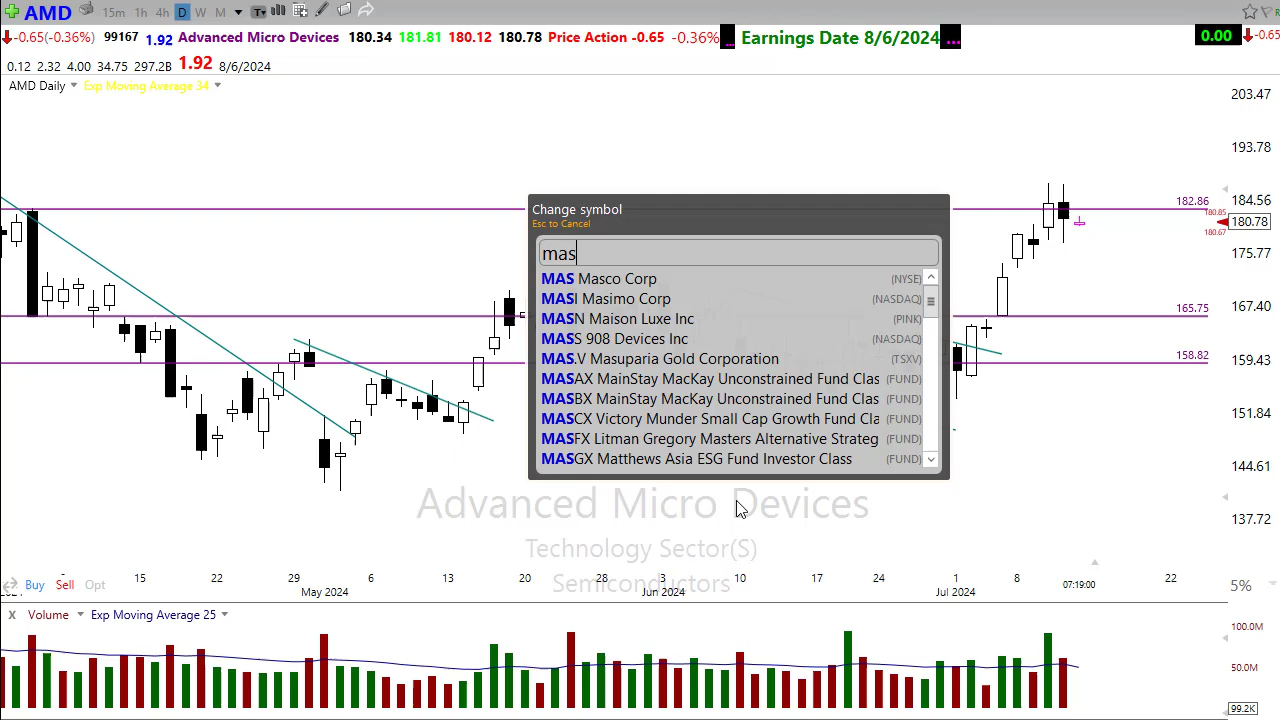 AMD 15m 1h 4h D W M T
-0.65(-0.36%) 99167 1.92 Advanced Micro Devices 180.34 181.81 180.12 180.78 Price Action -0.65 -0.36% ... Earnings Date 8/6/2024 ... 0.00 -0.65
0.12 2.32 4.00 34.75 297.2B 1.92 8/6/2024
AMD Daily Exp Moving Average 34
203.47
193.78
184.56
182.86
180.85
180.78
180.67
175.77
167.40
165.75
159.43
158.82
151.84
144.61
137.72
Change symbol
Esc to Cancel
mas
MAS Masco Corp (NYSE)
MASI Masimo Corp (NASDAQ)
MASN Maison Luxe Inc (PINK)
MASS 908 Devices Inc (NASDAQ)
MAS.V Masuparia Gold Corporation (TSXV)
MASAX MainStay MacKay Unconstrained Fund Clas (FUND)
MASBX MainStay MacKay Unconstrained Fund Clas (FUND)
MASCX Victory Munder Small Cap Growth Fund Cla (FUND)
MASFX Litman Gregory Masters Alternative Strateg (FUND)
MASGX Matthews Asia ESG Fund Investor Class (FUND)
Advanced Micro Devices
Technology Sector(S)
Semiconductors
Buy Sell Opt
15 22 29 6 13 20 28 3 10 17 24 1 8 07:19:00 22 5%
May 2024 Jun 2024 Jul 2024
X Volume Exp Moving Average 25
100.0M
50.0M
99.2K